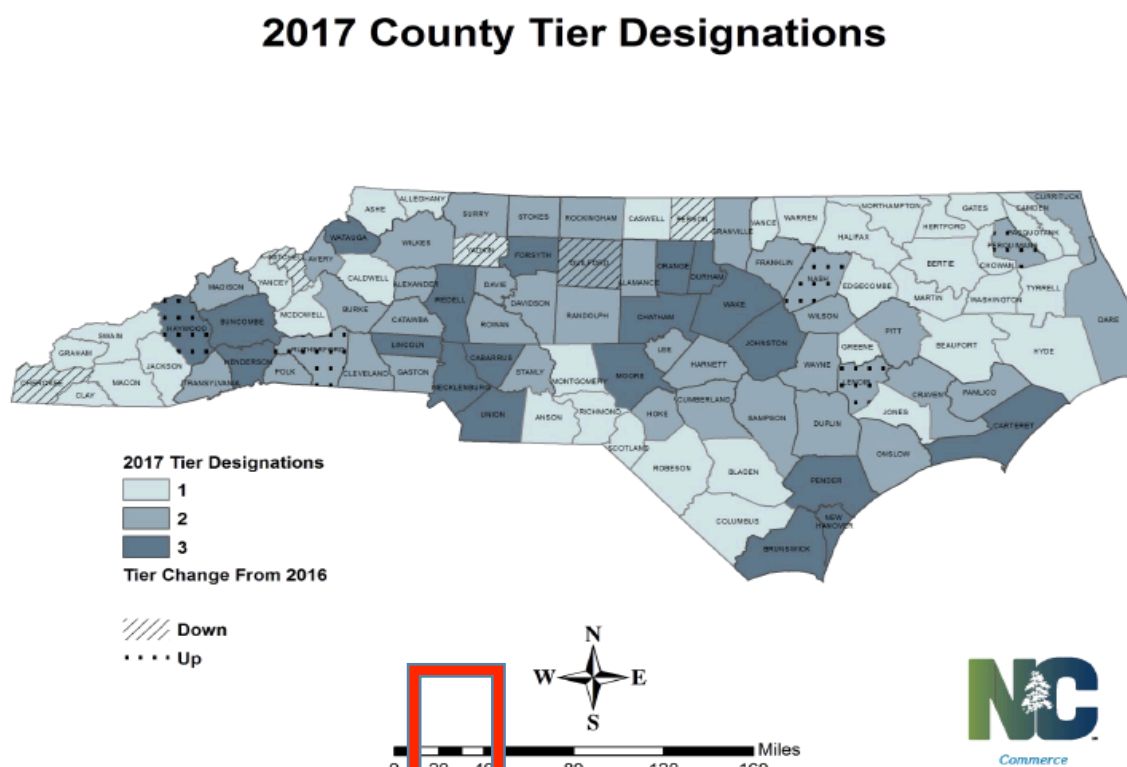 2017 County Tier Designations
ASHE
ALLEGHANY
SURRY
STOKES
ROCKINGHAM
CASWELL
PERSON
GRANVILLE
VANCE
WARREN
NORTHAMPTON
GATES
CAMDEN
CURRITUCK
PASQUOTANK
PERQUIMANS
HERTFORD
HALIFAX
CHOWAN
WATAUGA
WILKES
YADKIN
FORSYTH
GUILFORD
ORANGE
DURHAM
FRANKLIN
NASH
BERTIE
MITCHELL
AVERY
CALDWELL
ALEXANDER
DAVIE
ALAMANCE
EDGECOMBE
MARTIN
WASHINGTON
TYRRELL
YANCEY
MADISON
MCDOWELL
BURKE
IREDELL
DAVIDSON
RANDOLPH
CHATHAM
WAKE
WILSON
DARE
HAYWOOD
BUNCOMBE
CATAWBA
ROWAN
JOHNSTON
PITT
SWAIN
RUTHERFORD
LINCOLN
CABARRUS
LEE
HARNETT
GREENE
BEAUFORT
HYDE
GRAHAM
JACKSON
HENDERSON
POLK
CLEVELAND
GASTON
STANLY
MONTGOMERY
MOORE
WAYNE
LENOIR
CRAVEN
PAMLICO
CHEROKEE
MACON
CLAY
TRANSYLVANIA
MECKLENBURG
UNION
ANSON
RICHMOND
HOKE
CUMBERLAND
SAMPSON
DUPLIN
JONES
CARTERET
SCOTLAND
ROBESON
BLADEN
ONSLOW
PENDER
COLUMBUS
NEW
HANOVER
BRUNSWICK
2017 Tier Designations
1
2
3
Tier Change From 2016
Down
Up
N
W E
S
Miles
0 20 40 80 120 160
NC
Commerce